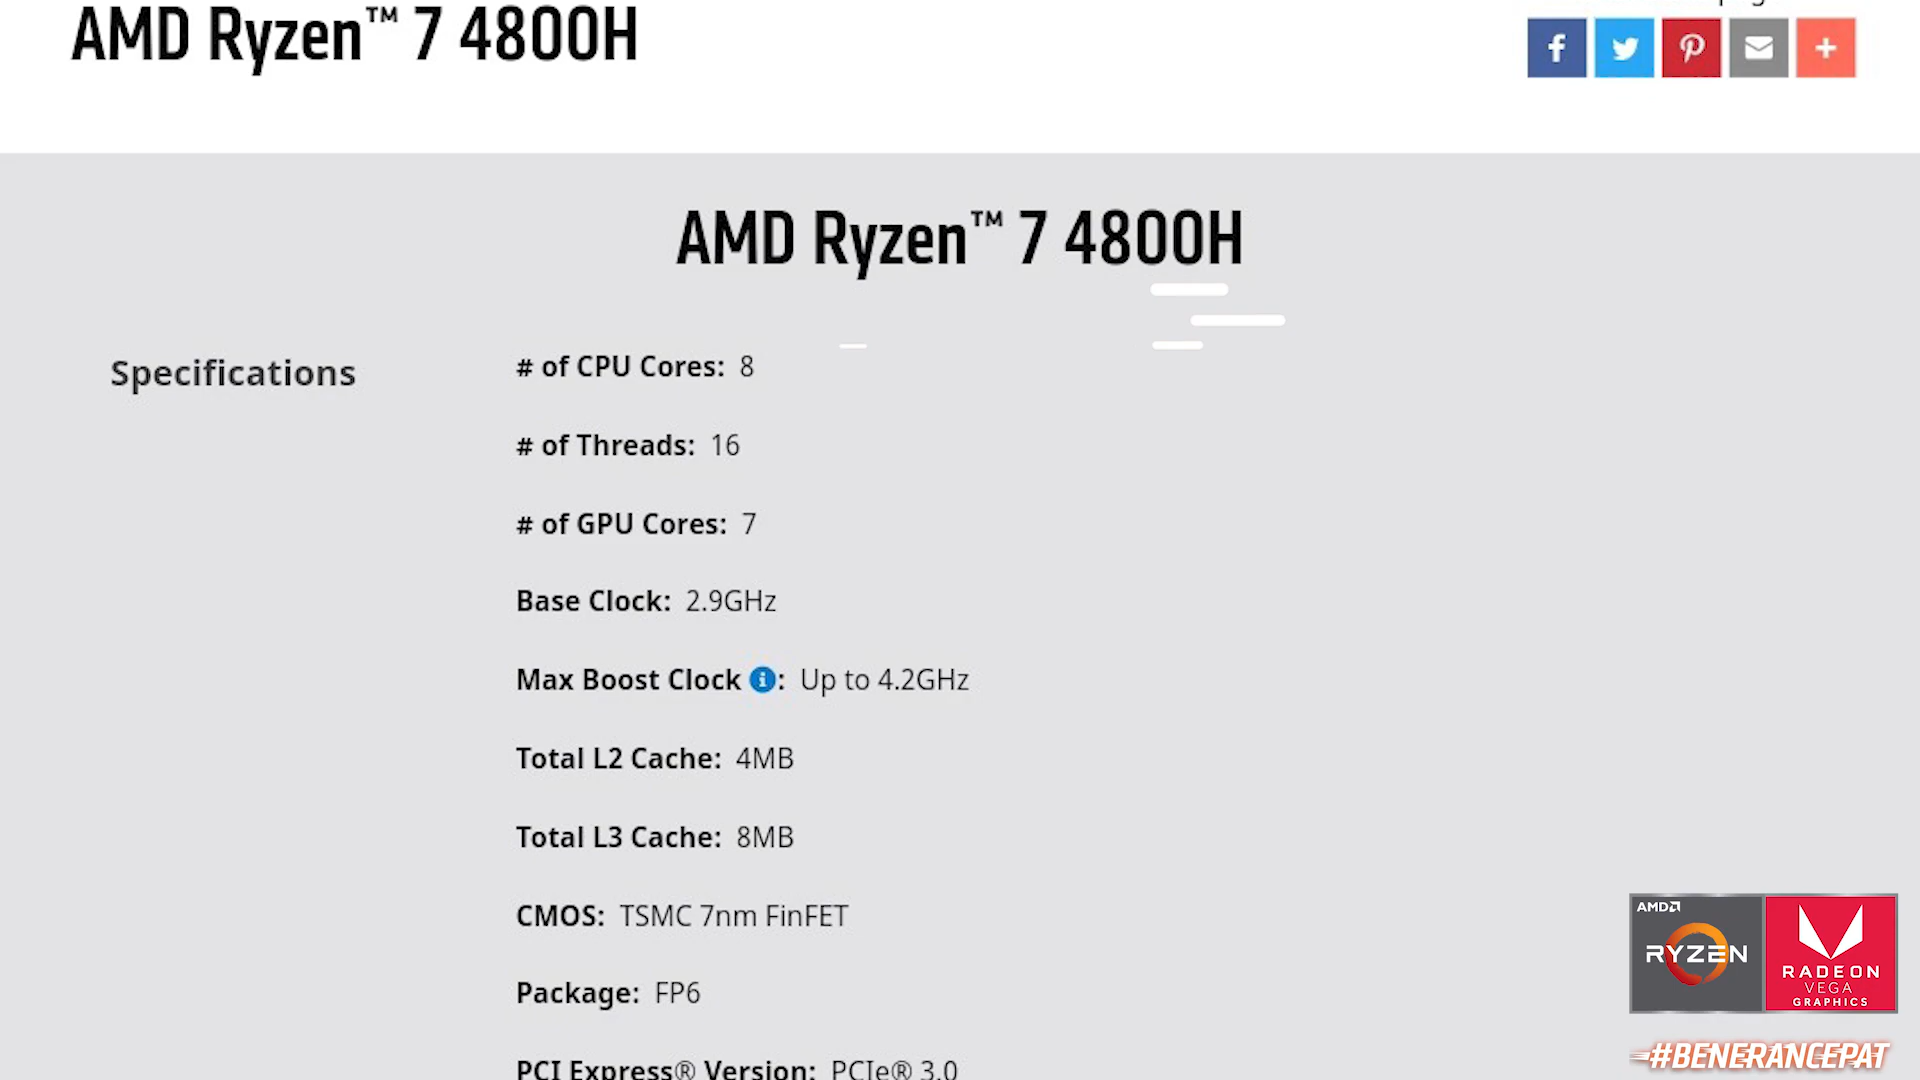 AMD Ryzen™ 7 4800H
AMD Ryzen™ 7 4800H
Specifications
# of CPU Cores: 8
# of Threads: 16
# of GPU Cores: 7
Base Clock: 2.9GHz
Max Boost Clock i: Up to 4.2GHz
Total L2 Cache: 4MB
Total L3 Cache: 8MB
CMOS: TSMC 7nm FinFET
Package: FP6
PCI Express® Version: PCIe® 3.0
AMD
RYZEN
RADEON
VEGA
GRAPHICS
#BENERANCEPAT